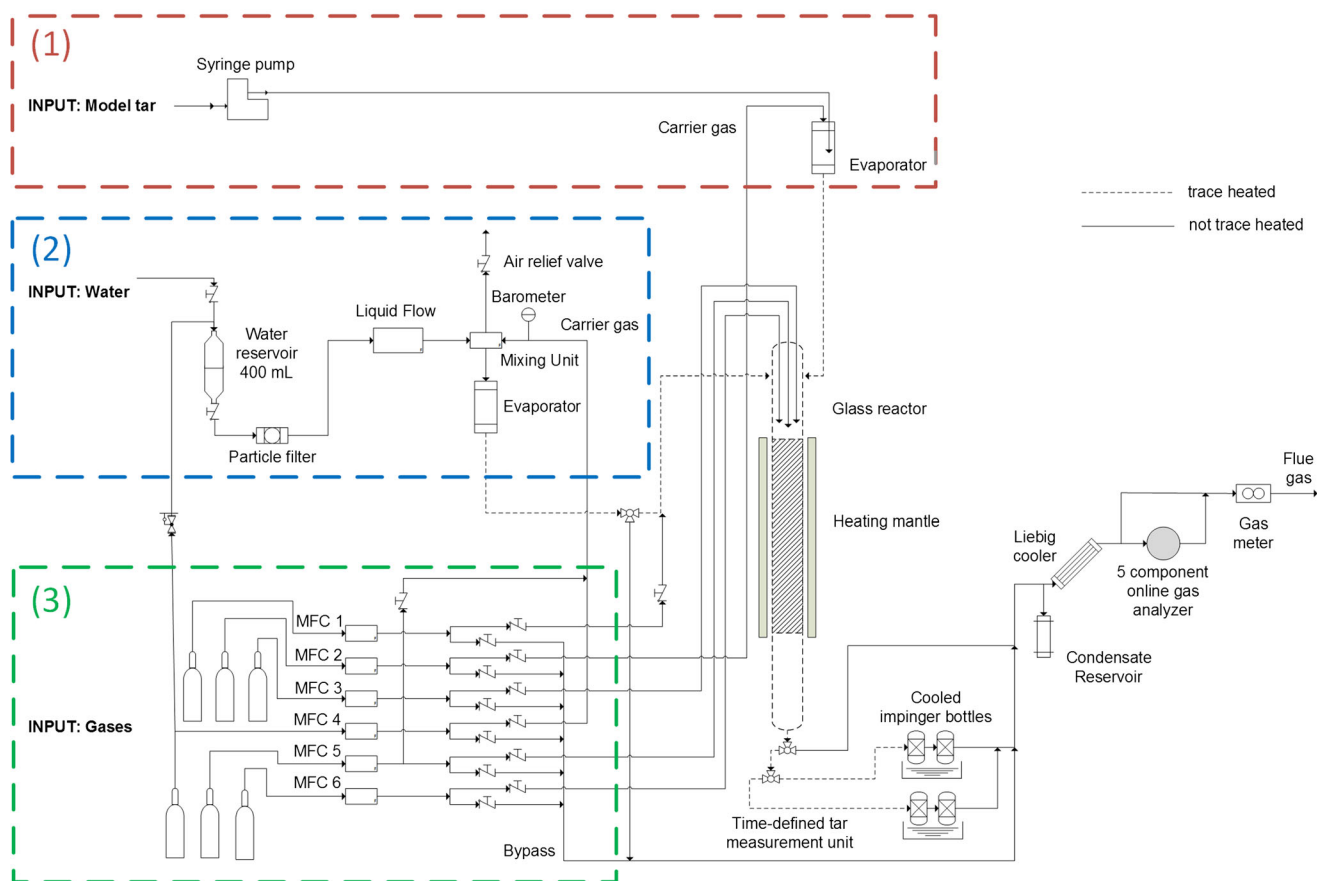 (1)
Syringe pump
INPUT: Model tar
Carrier gas
Evaporator
trace heated
not trace heated
(2)
INPUT: Water
Air relief valve
Barometer
Liquid Flow
Carrier gas
Water
reservoir
400 mL
Mixing Unit
Evaporator
Particle filter
Glass reactor
Heating mantle
Flue
gas
Liebig
cooler
Gas
meter
5 component
online gas
analyzer
Condensate
Reservoir
(3)
MFC 1
MFC 2
MFC 3
MFC 4
MFC 5
MFC 6
INPUT: Gases
Cooled
impinger bottles
Time-defined tar
measurement unit
Bypass